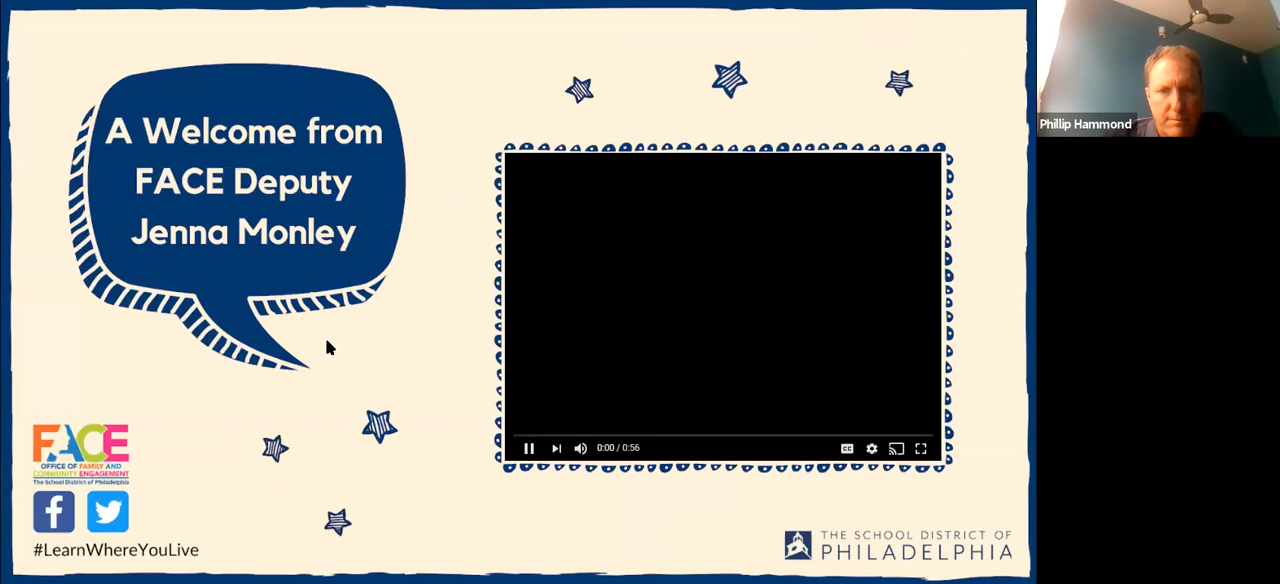 A Welcome from
FACE Deputy
Jenna Monley
Phillip Hammond
0:00 / 0:56
CC
FACE
OFFICE OF FAMILY AND
COMMUNITY ENGAGEMENT
The School District of Philadelphia
#LearnWhereYouLive
THE SCHOOL DISTRICT OF
PHILADELPHIA